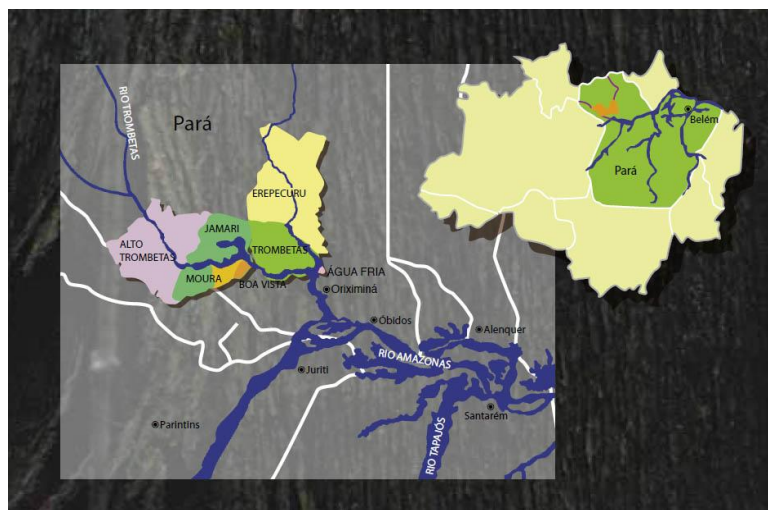 RIO TROMBETAS
Pará
EREPECURU
JAMARI
ALTO
TROMBETAS
TROMBETAS
MOURA
BOA VISTA
ÁGUA FRIA
Oriximiná
Óbidos
Alenquer
RIO AMAZONAS
Juriti
Santarém
Parintins
RIO TAPAJÓS
Belém
Pará